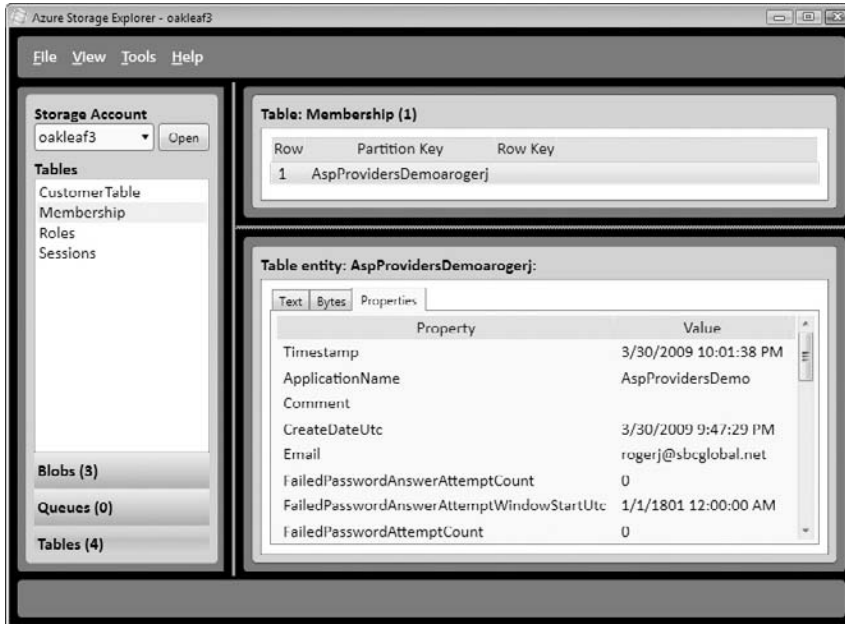 Azure Storage Explorer - oakleaf3
File View Tools Help
Storage Account
oakleaf3 Open
Tables
CustomerTable
Membership
Roles
Sessions
Blobs (3)
Queues (0)
Tables (4)
Table: Membership (1)
Row Partition Key Row Key
1 AspProvidersDemoarogerj
Table entity: AspProvidersDemoarogerj:
Text Bytes Properties
Property Value
Timestamp 3/30/2009 10:01:38 PM
ApplicationName AspProvidersDemo
Comment
CreateDateUtc 3/30/2009 9:47:29 PM
Email rogerj@sbcglobal.net
FailedPasswordAnswerAttemptCount 0
FailedPasswordAnswerAttemptWindowStartUtc 1/1/1801 12:00:00 AM
FailedPasswordAttemptCount 0